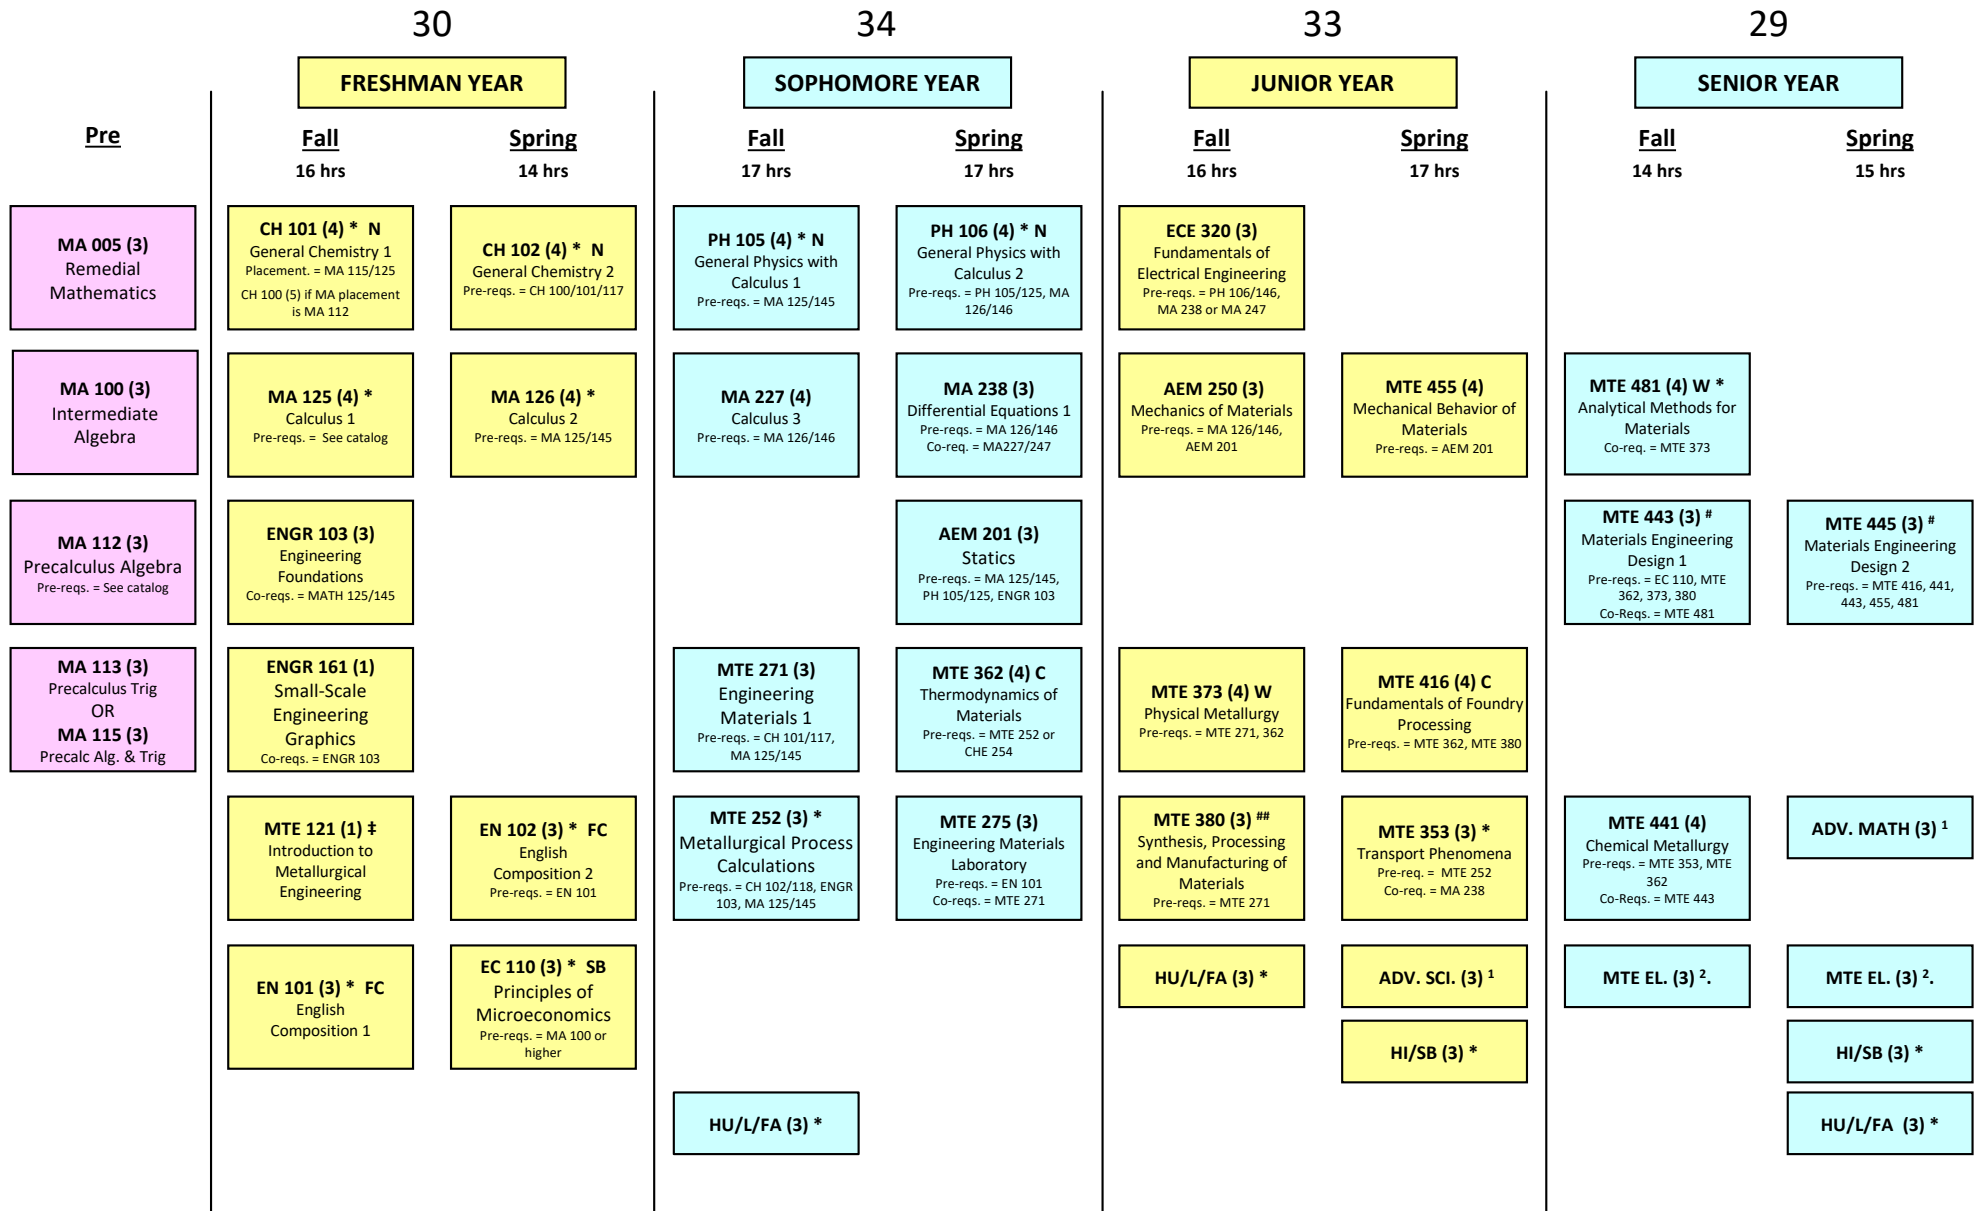 30
34
33
29
FRESHMAN YEAR
SOPHOMORE YEAR
JUNIOR YEAR
SENIOR YEAR
Pre
Fall
16 hrs
Spring
14 hrs
Fall
17 hrs
Spring
17 hrs
Fall
16 hrs
Spring
17 hrs
Fall
14 hrs
Spring
15 hrs
MA 005 (3)
Remedial
Mathematics
CH 101 (4) * N
General Chemistry 1
Placement. = MA 115/125
CH 100 (5) if MA placement
is MA 112
CH 102 (4) * N
General Chemistry 2
Pre-reqs. = CH 100/101/117
PH 105 (4) * N
General Physics with
Calculus 1
Pre-reqs. = MA 125/145
PH 106 (4) * N
General Physics with
Calculus 2
Pre-reqs. = PH 105/125, MA
126/146
ECE 320 (3)
Fundamentals of
Electrical Engineering
Pre-reqs. = PH 106/146,
MA 238 or MA 247
MA 100 (3)
Intermediate
Algebra
MA 125 (4) *
Calculus 1
Pre-reqs. = See catalog
MA 126 (4) *
Calculus 2
Pre-reqs. = MA 125/145
MA 227 (4)
Calculus 3
Pre-reqs. = MA 126/146
MA 238 (3)
Differential Equations 1
Pre-reqs. = MA 126/146
Co-req. = MA227/247
AEM 250 (3)
Mechanics of Materials
Pre-reqs. = MA 126/146,
AEM 201
MTE 455 (4)
Mechanical Behavior of
Materials
Pre-reqs. = AEM 201
MTE 481 (4) W *
Analytical Methods for
Materials
Co-req. = MTE 373
MA 112 (3)
Precalculus Algebra
Pre-reqs. = See catalog
ENGR 103 (3)
Engineering
Foundations
Co-reqs. = MATH 125/145
AEM 201 (3)
Statics
Pre-reqs. = MA 125/145,
PH 105/125, ENGR 103
MTE 443 (3) #
Materials Engineering
Design 1
Pre-reqs. = EC 110, MTE
362, 373, 380
Co-Reqs. = MTE 481
MTE 445 (3) #
Materials Engineering
Design 2
Pre-reqs. = MTE 416, 441,
443, 455, 481
MA 113 (3)
Precalculus Trig
OR
MA 115 (3)
Precalc Alg. & Trig
ENGR 161 (1)
Small-Scale
Engineering
Graphics
Co-reqs. = ENGR 103
MTE 271 (3)
Engineering
Materials 1
Pre-reqs. = CH 101/117,
MA 125/145
MTE 362 (4) C
Thermodynamics of
Materials
Pre-reqs. = MTE 252 or
CHE 254
MTE 373 (4) W
Physical Metallurgy
Pre-reqs. = MTE 271, 362
MTE 416 (4) C
Fundamentals of Foundry
Processing
Pre-reqs. = MTE 362, MTE 380
MTE 121 (1) ‡
Introduction to
Metallurgical
Engineering
EN 102 (3) * FC
English
Composition 2
Pre-reqs. = EN 101
MTE 252 (3) *
Metallurgical Process
Calculations
Pre-reqs. = CH 102/118, ENGR
103, MA 125/145
MTE 275 (3)
Engineering Materials
Laboratory
Pre-reqs. = EN 101
Co-reqs. = MTE 271
MTE 380 (3) ##
Synthesis, Processing
and Manufacturing of
Materials
Pre-reqs. = MTE 271
MTE 353 (3) *
Transport Phenomena
Pre-req. = MTE 252
Co-req. = MA 238
MTE 441 (4)
Chemical Metallurgy
Pre-reqs. = MTE 353, MTE
362
Co-Reqs. = MTE 443
ADV. MATH (3) 1
EN 101 (3) * FC
English
Composition 1
EC 110 (3) * SB
Principles of
Microeconomics
Pre-reqs. = MA 100 or
higher
HU/L/FA (3) *
ADV. SCI. (3) 1
MTE EL. (3) 2.
MTE EL. (3) 2.
HI/SB (3) *
HI/SB (3) *
HU/L/FA (3) *
HU/L/FA (3) *